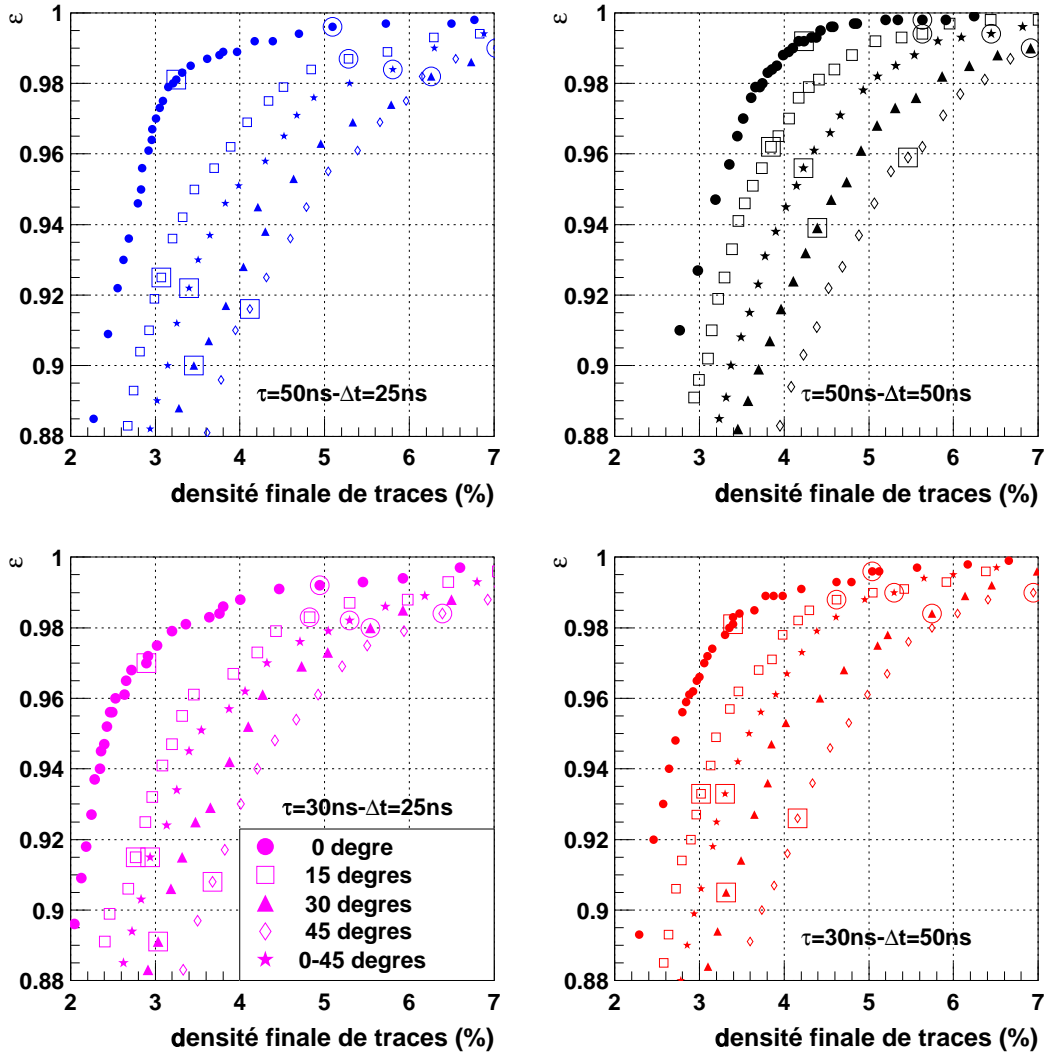 ε
1
0.98
0.96
0.94
0.92
0.9
0.88
2 3 4 5 6 7
τ=50ns-Δt=25ns
densité finale de traces (%)
ε
1
0.98
0.96
0.94
0.92
0.9
0.88
2 3 4 5 6 7
τ=50ns-Δt=50ns
densité finale de traces (%)
ε
1
0.98
0.96
0.94
0.92
0.9
0.88
2 3 4 5 6 7
τ=30ns-Δt=25ns
0 degre
15 degres
30 degres
45 degres
0-45 degres
densité finale de traces (%)
ε
1
0.98
0.96
0.94
0.92
0.9
0.88
2 3 4 5 6 7
τ=30ns-Δt=50ns
densité finale de traces (%)